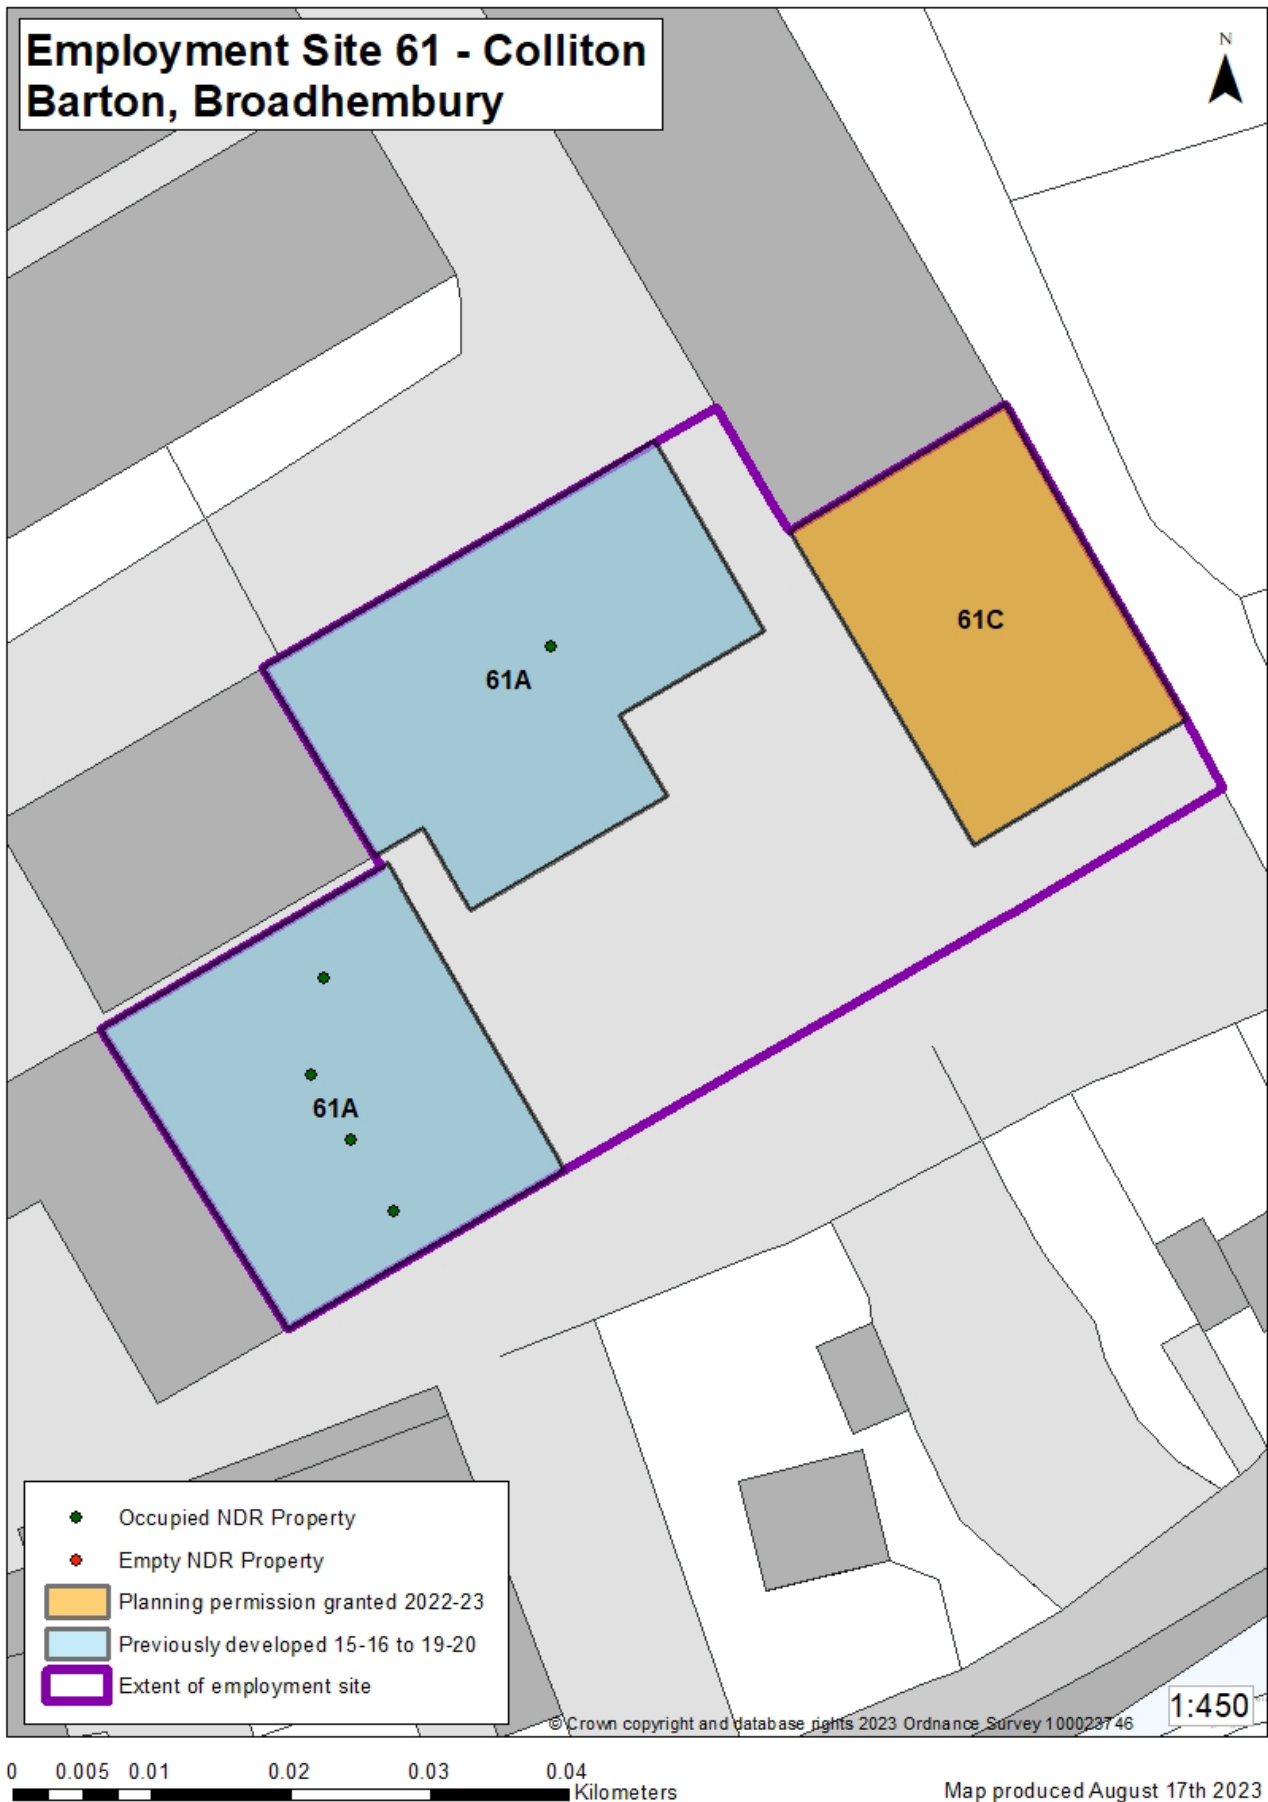 Employment Site 61 - Colliton
Barton, Broadhembury
N
61C
61A
61A
Occupied NDR Property
Empty NDR Property
Planning permission granted 2022-23
Previously developed 15-16 to 19-20
Extent of employment site
1:450
© Crown copyright and database rights 2023 Ordnance Survey 100023746
0 0.005 0.01 0.02 0.03 0.04
Kilometers
Map produced August 17th 2023